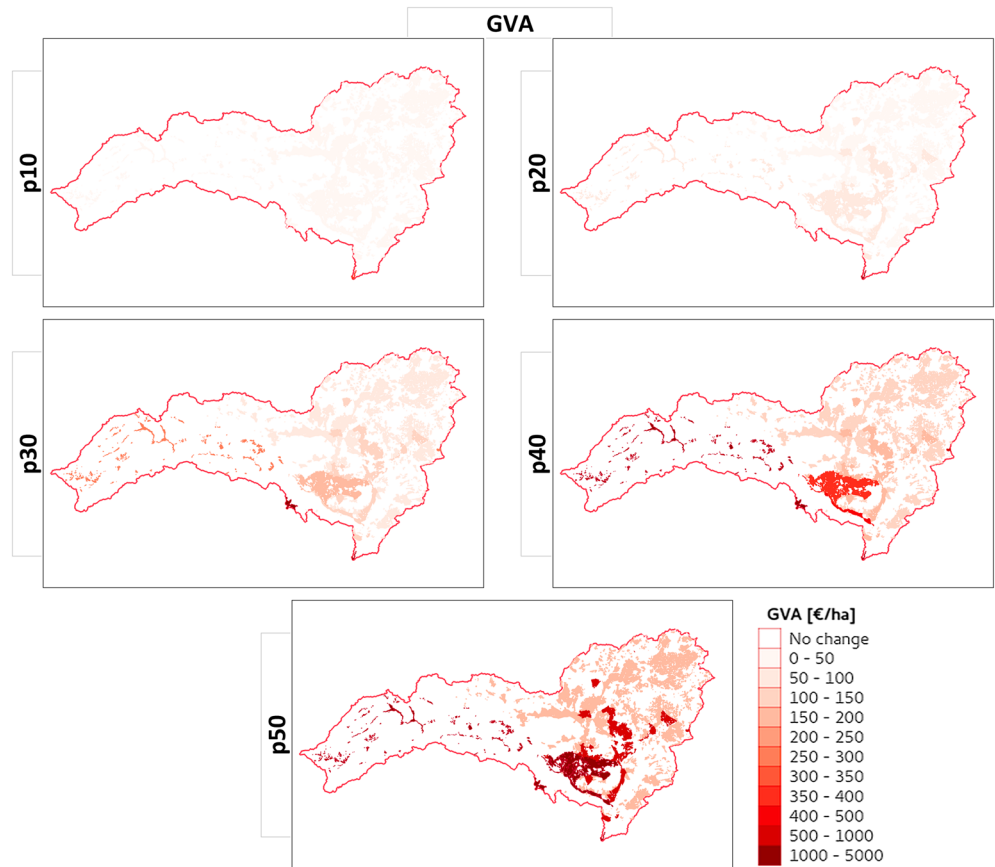 GVA
p10
p20
p30
p40
p50
GVA [€/ha]
No change
0 - 50
50 - 100
100 - 150
150 - 200
200 - 250
250 - 300
300 - 350
350 - 400
400 - 500
500 - 1000
1000 - 5000